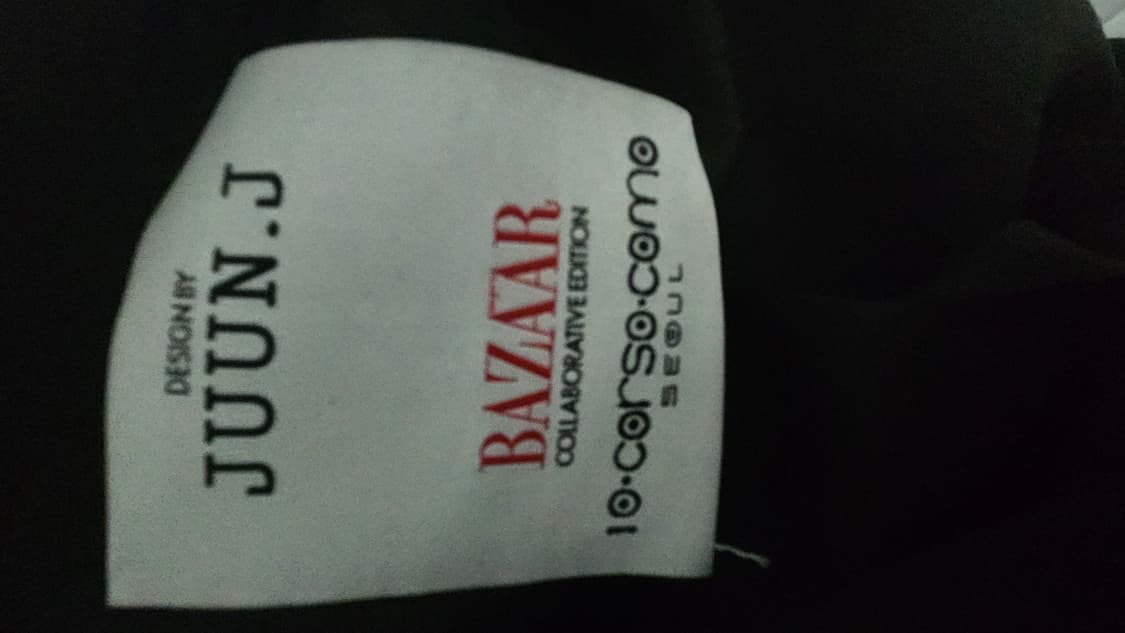 DESIGN BY
JUUN.J
BAZAAR
COLLABORATIVE EDITION
10·corso·como
SEOUL